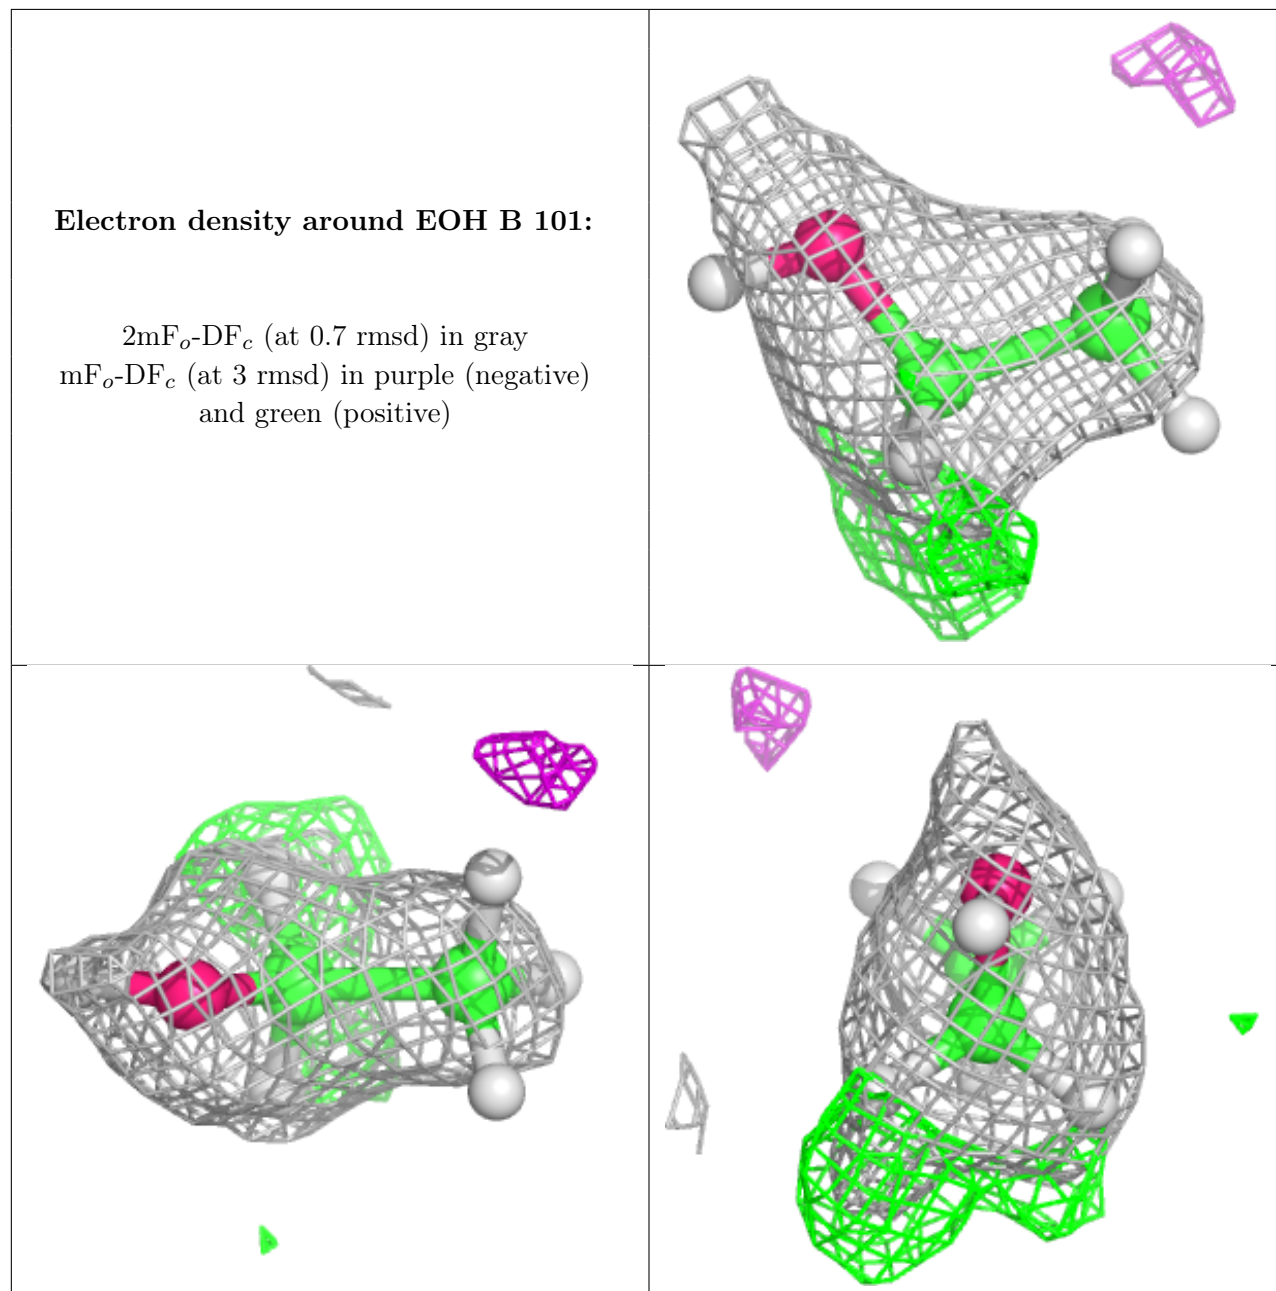 Electron density around EOH B 101:
2mFo-DFc (at 0.7 rmsd) in gray
mFo-DFc (at 3 rmsd) in purple (negative)
and green (positive)